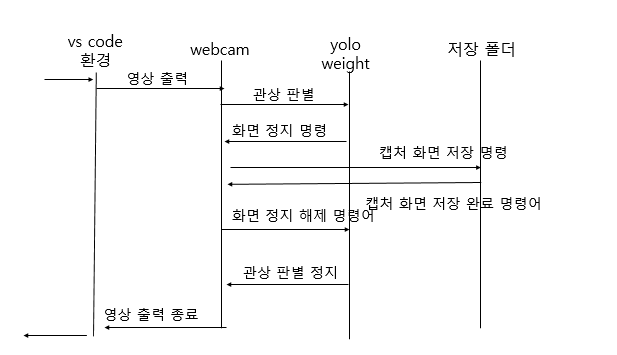 vs code
환경
webcam
yolo
weight
저장 폴더
영상 출력
관상 판별
화면 정지 명령
캡처 화면 저장 명령
캡처 화면 저장 완료 명령어
화면 정지 해제 명령어
관상 판별 정지
영상 출력 종료